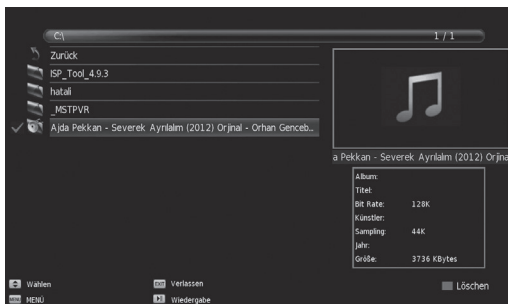 C:\ 1 / 1
Zurück
ISP_Tool_4.9.3
hatali
_MSTPVR
Ajda Pekkan - Severek Ayrılalım (2012) Orjinal - Orhan Genceb..
a Pekkan - Severek Ayrılalım (2012) Orjina
Album:
Titel:
Bit Rate: 128K
Künstler:
Sampling: 44K
Jahr:
Größe: 3736 KBytes
Wählen EXIT Verlassen Löschen
MENU MENÜ Wiedergabe